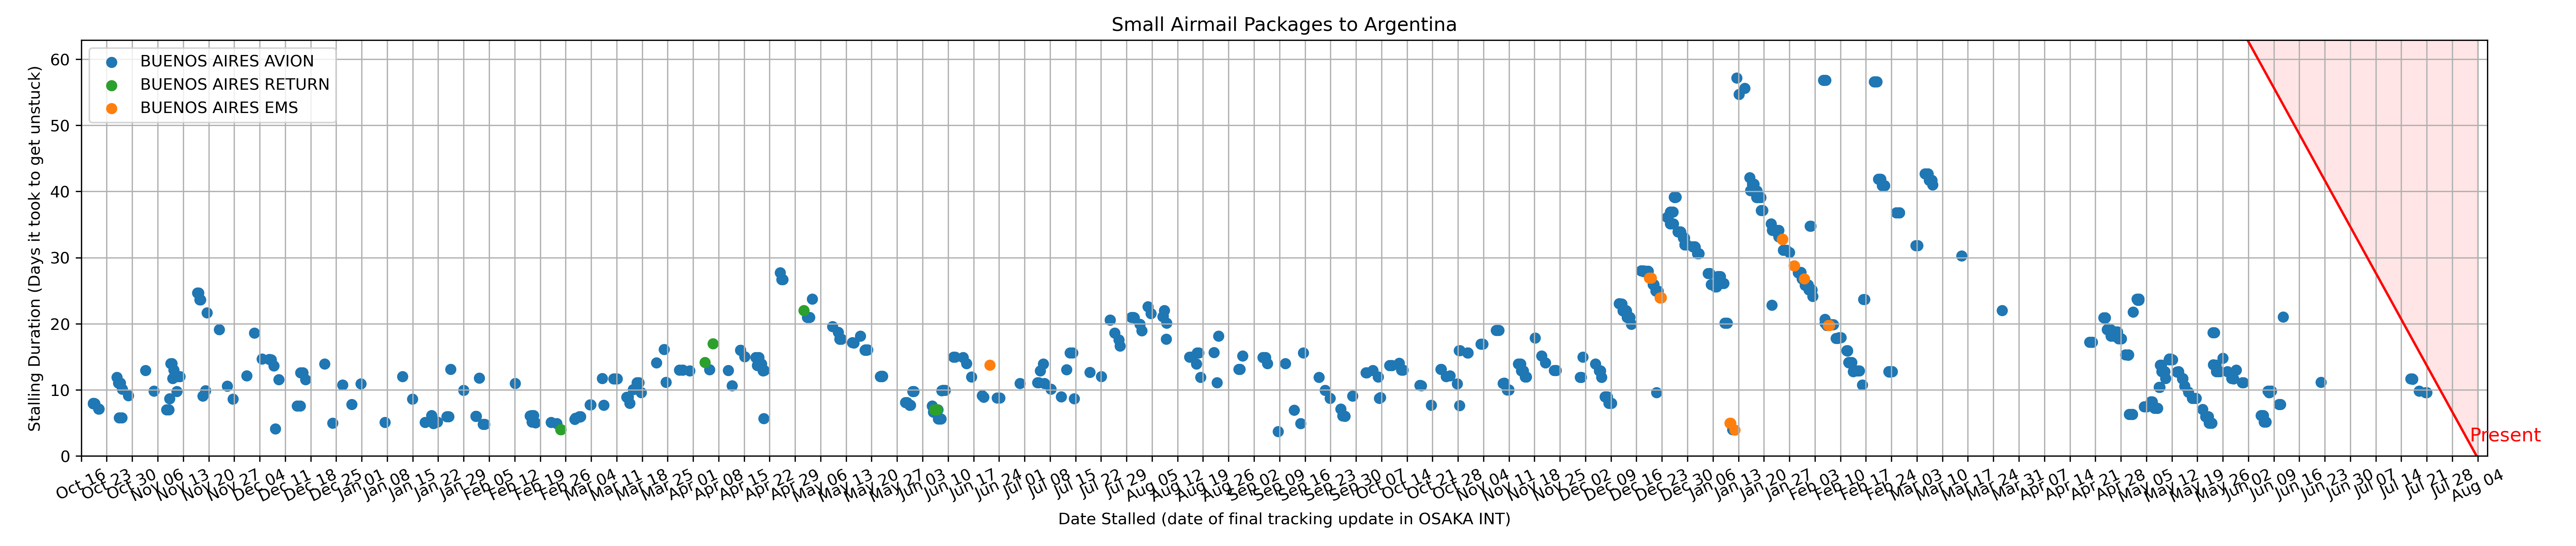 Small Airmail Packages to Argentina
BUENOS AIRES AVION
BUENOS AIRES RETURN
BUENOS AIRES EMS
Stalling Duration (Days it took to get unstuck)
60
50
40
30
20
10
0
Present
Oct 16
Oct 23
Oct 30
Nov 06
Nov 13
Nov 20
Nov 27
Dec 04
Dec 11
Dec 18
Dec 25
Jan 01
Jan 08
Jan 15
Jan 22
Jan 29
Feb 05
Feb 12
Feb 19
Feb 26
Mar 04
Mar 11
Mar 18
Mar 25
Apr 01
Apr 08
Apr 15
Apr 22
Apr 29
May 06
May 13
May 20
May 27
Jun 03
Jun 10
Jun 17
Jun 24
Jul 01
Jul 08
Jul 15
Jul 22
Jul 29
Aug 05
Aug 12
Aug 19
Aug 26
Sep 02
Sep 09
Sep 16
Sep 23
Sep 30
Oct 07
Oct 14
Oct 21
Oct 28
Nov 04
Nov 11
Nov 18
Nov 25
Dec 02
Dec 09
Dec 16
Dec 23
Dec 30
Jan 06
Jan 13
Jan 20
Jan 27
Feb 03
Feb 10
Feb 17
Feb 24
Mar 03
Mar 10
Mar 17
Mar 24
Mar 31
Apr 07
Apr 14
Apr 21
Apr 28
May 05
May 12
May 19
May 26
Jun 02
Jun 09
Jun 16
Jun 23
Jun 30
Jul 07
Jul 14
Jul 21
Jul 28
Aug 04
Date Stalled (date of final tracking update in OSAKA INT)